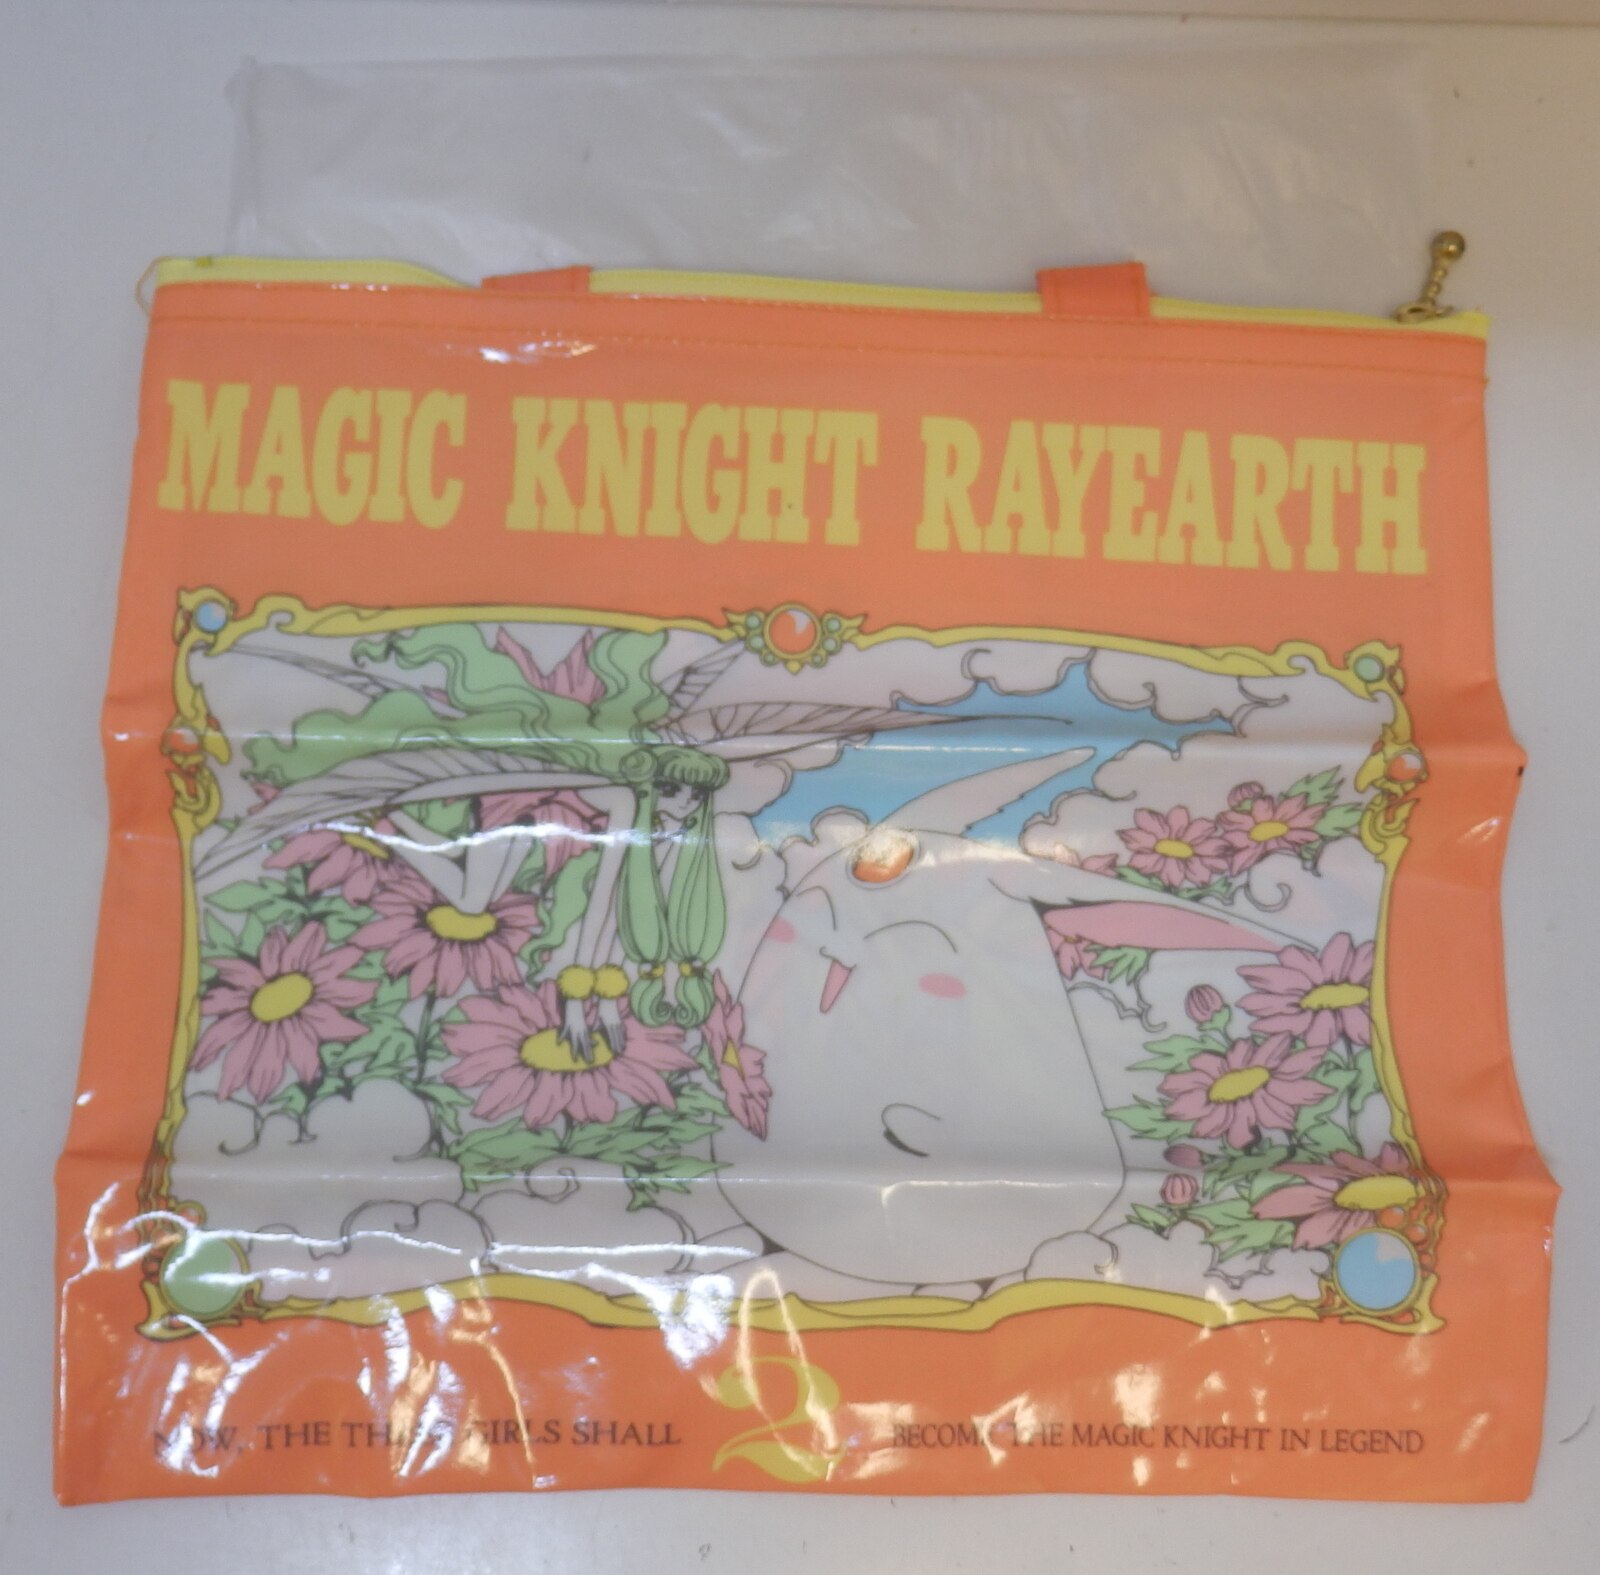 MAGIC KNIGHT RAYEARTH
2
NOW, THE THREE GIRLS SHALL BECOME THE MAGIC KNIGHT IN LEGEND